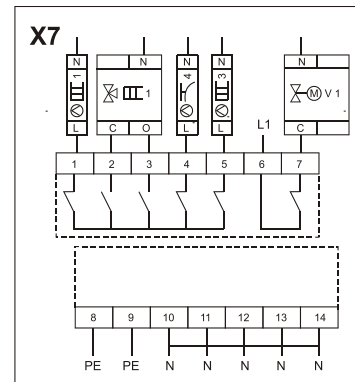 X7
N N N N N
1 1 4 3 M V 1
L C O L L L1 C
1 2 3 4 5 6 7
8 9 10 11 12 13 14
PE PE N N N N N